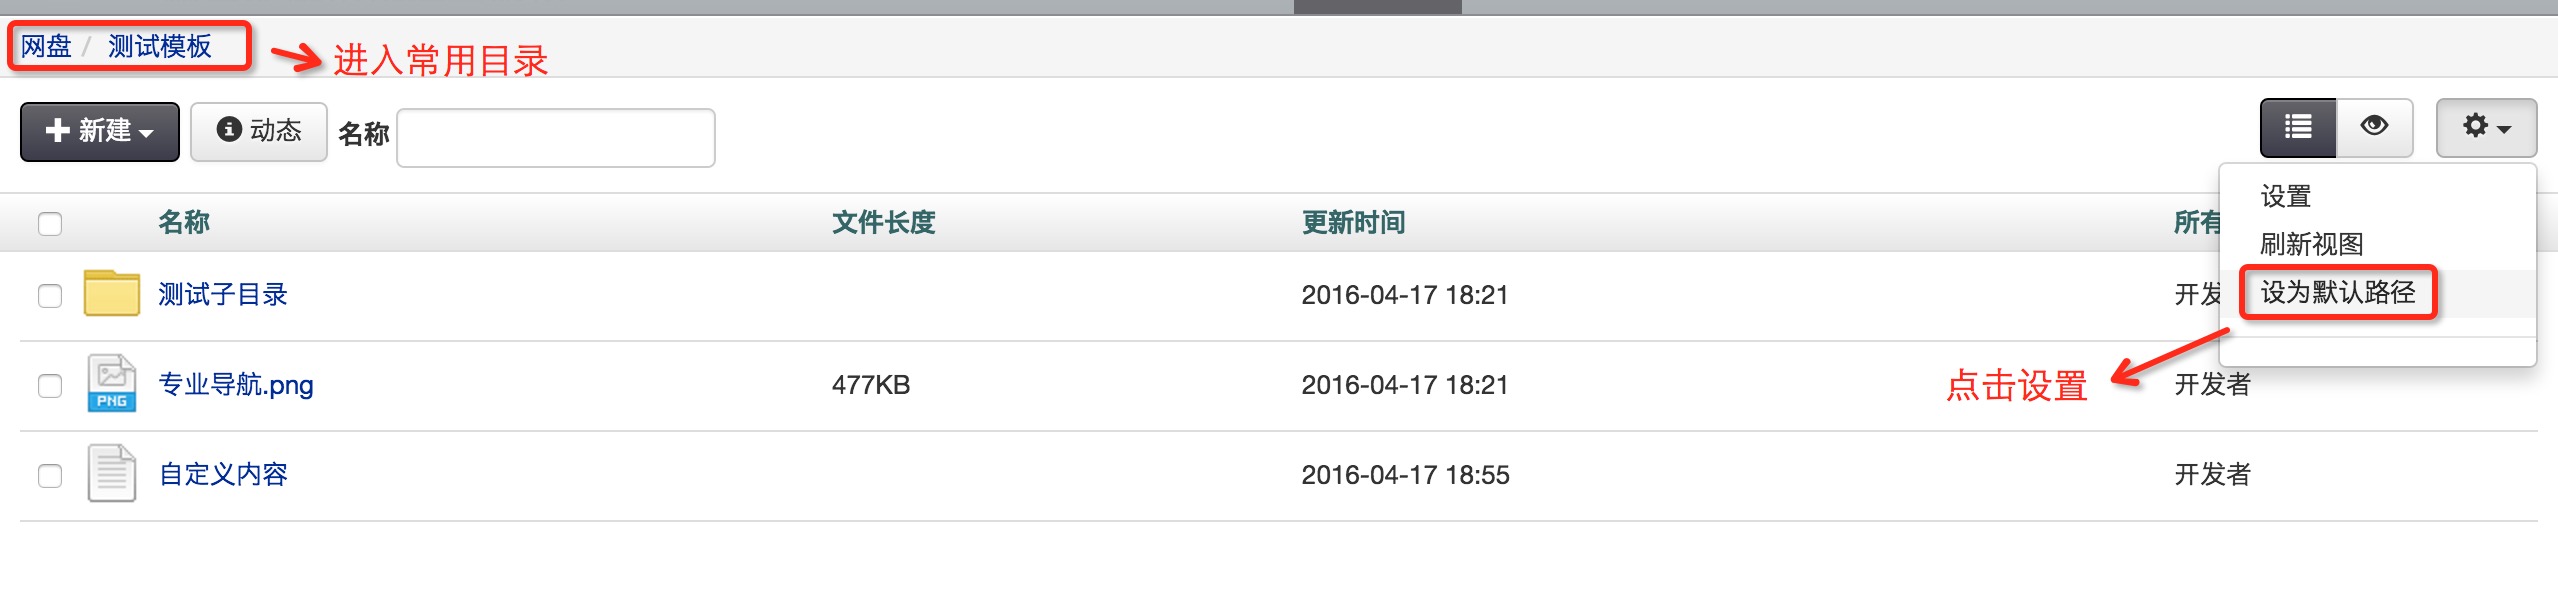 网盘 / 测试模板
进入常用目录
新建 动态 名称
设置
刷新视图
设为默认路径
点击设置
名称 文件长度 更新时间 所有
测试子目录 2016-04-17 18:21 开发
专业导航.png 477KB 2016-04-17 18:21 开发者
PNG
自定义内容 2016-04-17 18:55 开发者